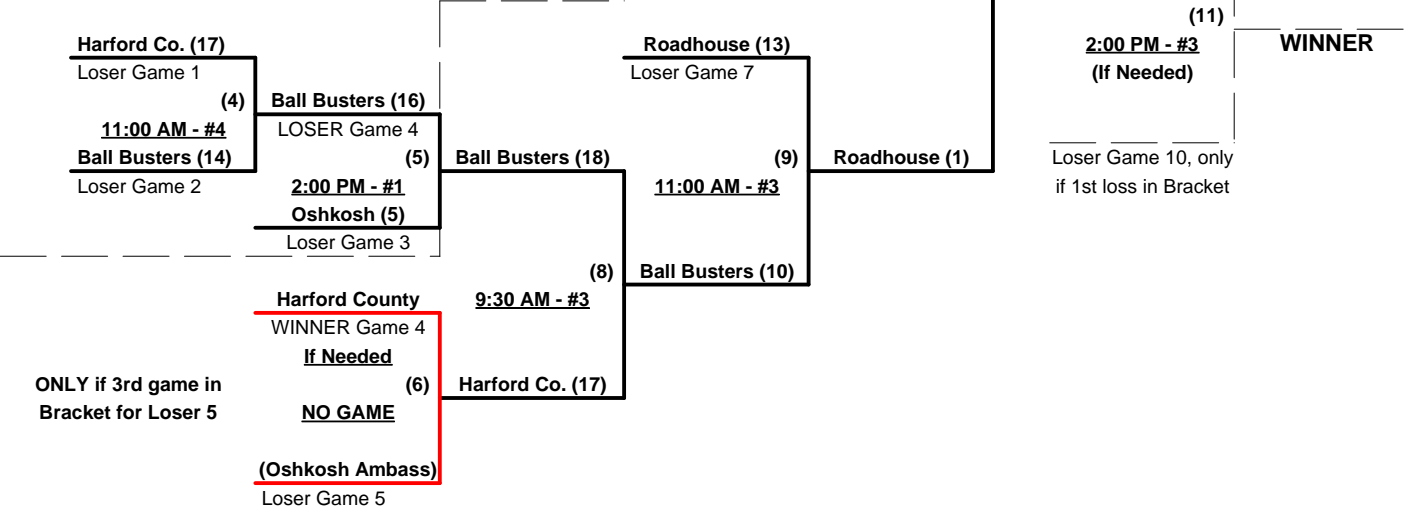 (11)
Harford Co. (17)
Roadhouse (13)
2:00 PM - #3
WINNER
Loser Game 1
Loser Game 7
(If Needed)
(4)
Ball Busters (16)
11:00 AM - #4
LOSER Game 4
Ball Busters (14)
(5)
Ball Busters (18)
(9)
Roadhouse (1)
Loser Game 10, only
Loser Game 2
2:00 PM - #1
11:00 AM - #3
if 1st loss in Bracket
Oshkosh (5)
Loser Game 3
(8)
Ball Busters (10)
Harford County
9:30 AM - #3
WINNER Game 4
If Needed
ONLY if 3rd game in
(6)
Harford Co. (17)
Bracket for Loser 5
NO GAME
(Oshkosh Ambass)
Loser Game 5